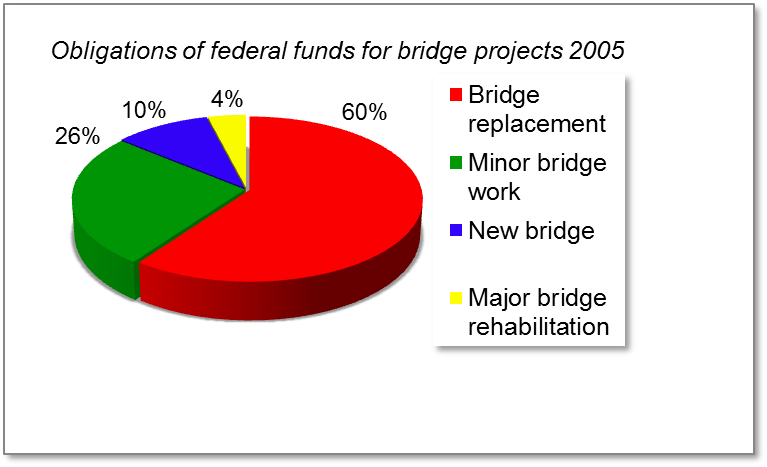 Obligations of federal funds for bridge projects 2005
4%
10%
60%
26%
Bridge
replacement
Minor bridge
work
New bridge
Major bridge
rehabilitation